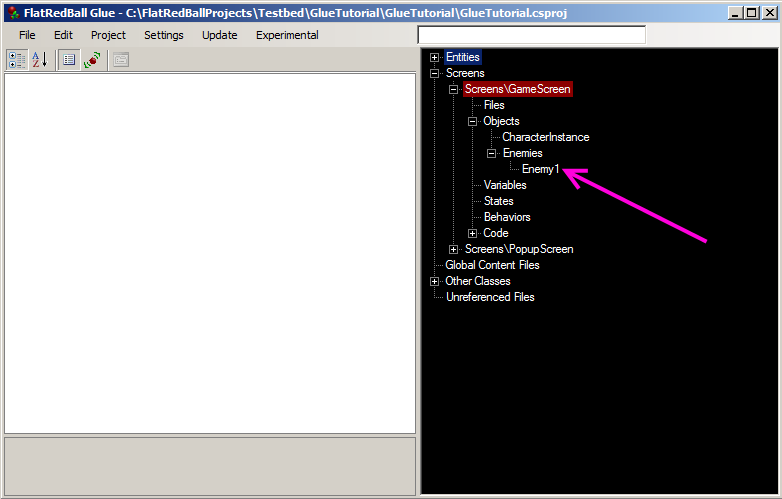 FlatRedBall Glue - C:\FlatRedBallProjects\Testbed\GlueTutorial\GlueTutorial\GlueTutorial.csproj
File Edit Project Settings Update Experimental
Entities
Screens
Screens\GameScreen
Files
Objects
CharacterInstance
Enemies
Enemy1
Variables
States
Behaviors
Code
Screens\PopupScreen
Global Content Files
Other Classes
Unreferenced Files